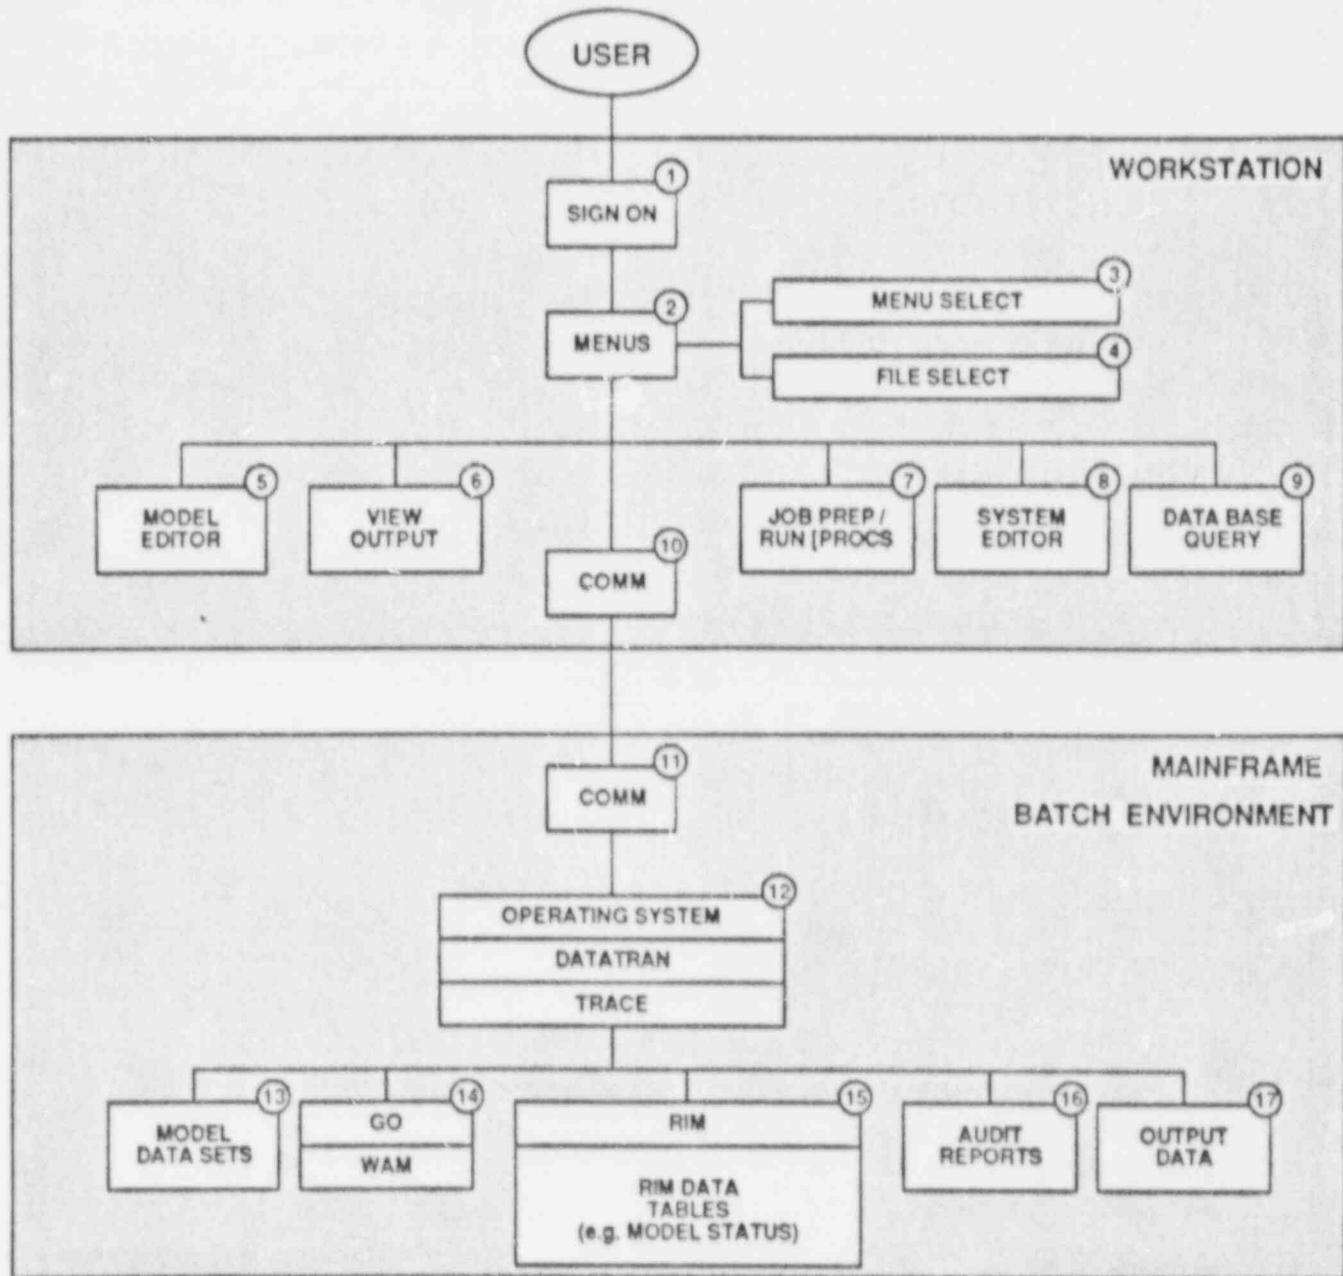 USER
WORKSTATION
1
SIGN ON
2
MENUS
3
MENU SELECT
4
FILE SELECT
5
MODEL
EDITOR
6
VIEW
OUTPUT
7
JOB PREP /
RUN [PROCS
8
SYSTEM
EDITOR
9
DATA BASE
QUERY
10
COMM
MAINFRAME
BATCH ENVIRONMENT
11
COMM
12
OPERATING SYSTEM
DATATRAN
TRACE
13
MODEL
DATA SETS
14
GO
WAM
15
RIM
RIM DATA
TABLES
(e.g. MODEL STATUS)
16
AUDIT
REPORTS
17
OUTPUT
DATA